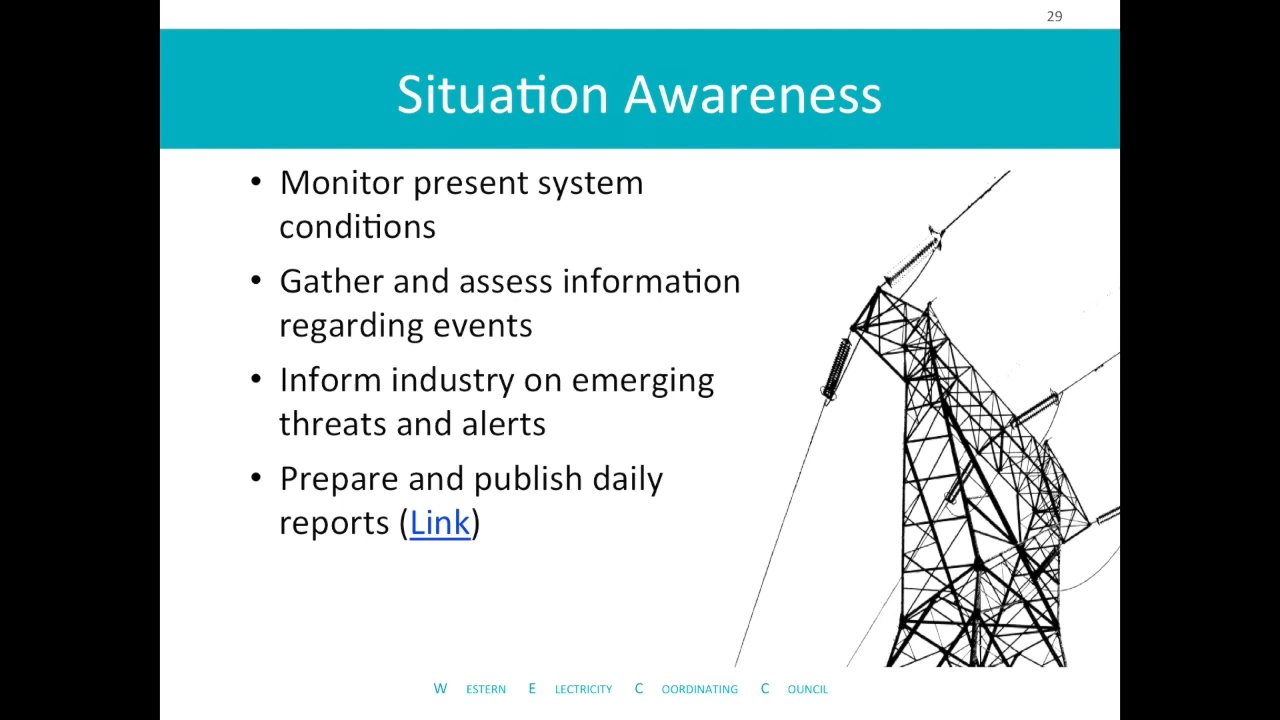 29
Situation Awareness
• Monitor present system
conditions
• Gather and assess information
regarding events
• Inform industry on emerging
threats and alerts
• Prepare and publish daily
reports (Link)
W ESTERN E LECTRICITY C OORDINATING C OUNCIL